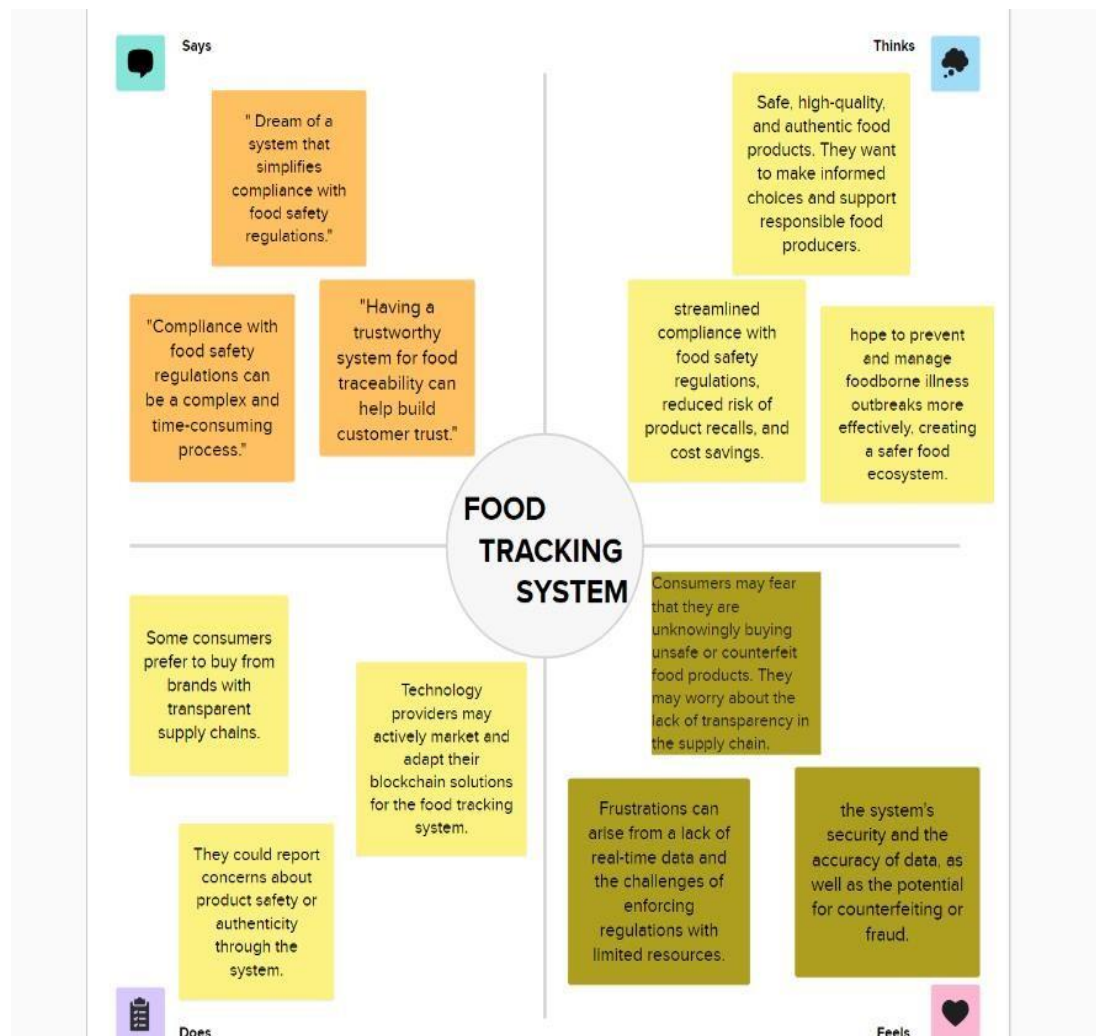 Says
" Dream of a
system that
simplifies
compliance with
food safety
regulations."
"Compliance with
food safety
regulations can
be a complex and
time-consuming
process."
"Having a
trustworthy
system for food
traceability can
help build
customer trust."
Thinks
Safe, high-quality,
and authentic food
products. They want
to make informed
choices and support
responsible food
producers.
streamlined
compliance with
food safety
regulations,
reduced risk of
product recalls, and
cost savings.
hope to prevent
and manage
foodborne illness
outbreaks more
effectively, creating
a safer food
ecosystem.
FOOD
TRACKING
SYSTEM
Some consumers
prefer to buy from
brands with
transparent
supply chains.
Technology
providers may
actively market and
adapt their
blockchain solutions
for the food tracking
system.
They could report
concerns about
product safety or
authenticity
through the
system.
Does
Consumers may fear
that they are
unknowingly buying
unsafe or counterfeit
food products. They
may worry about the
lack of transparency in
the supply chain.
Frustrations can
arise from a lack of
real-time data and
the challenges of
enforcing
regulations with
limited resources.
the system's
security and the
accuracy of data, as
well as the potential
for counterfeiting or
fraud.
Feels